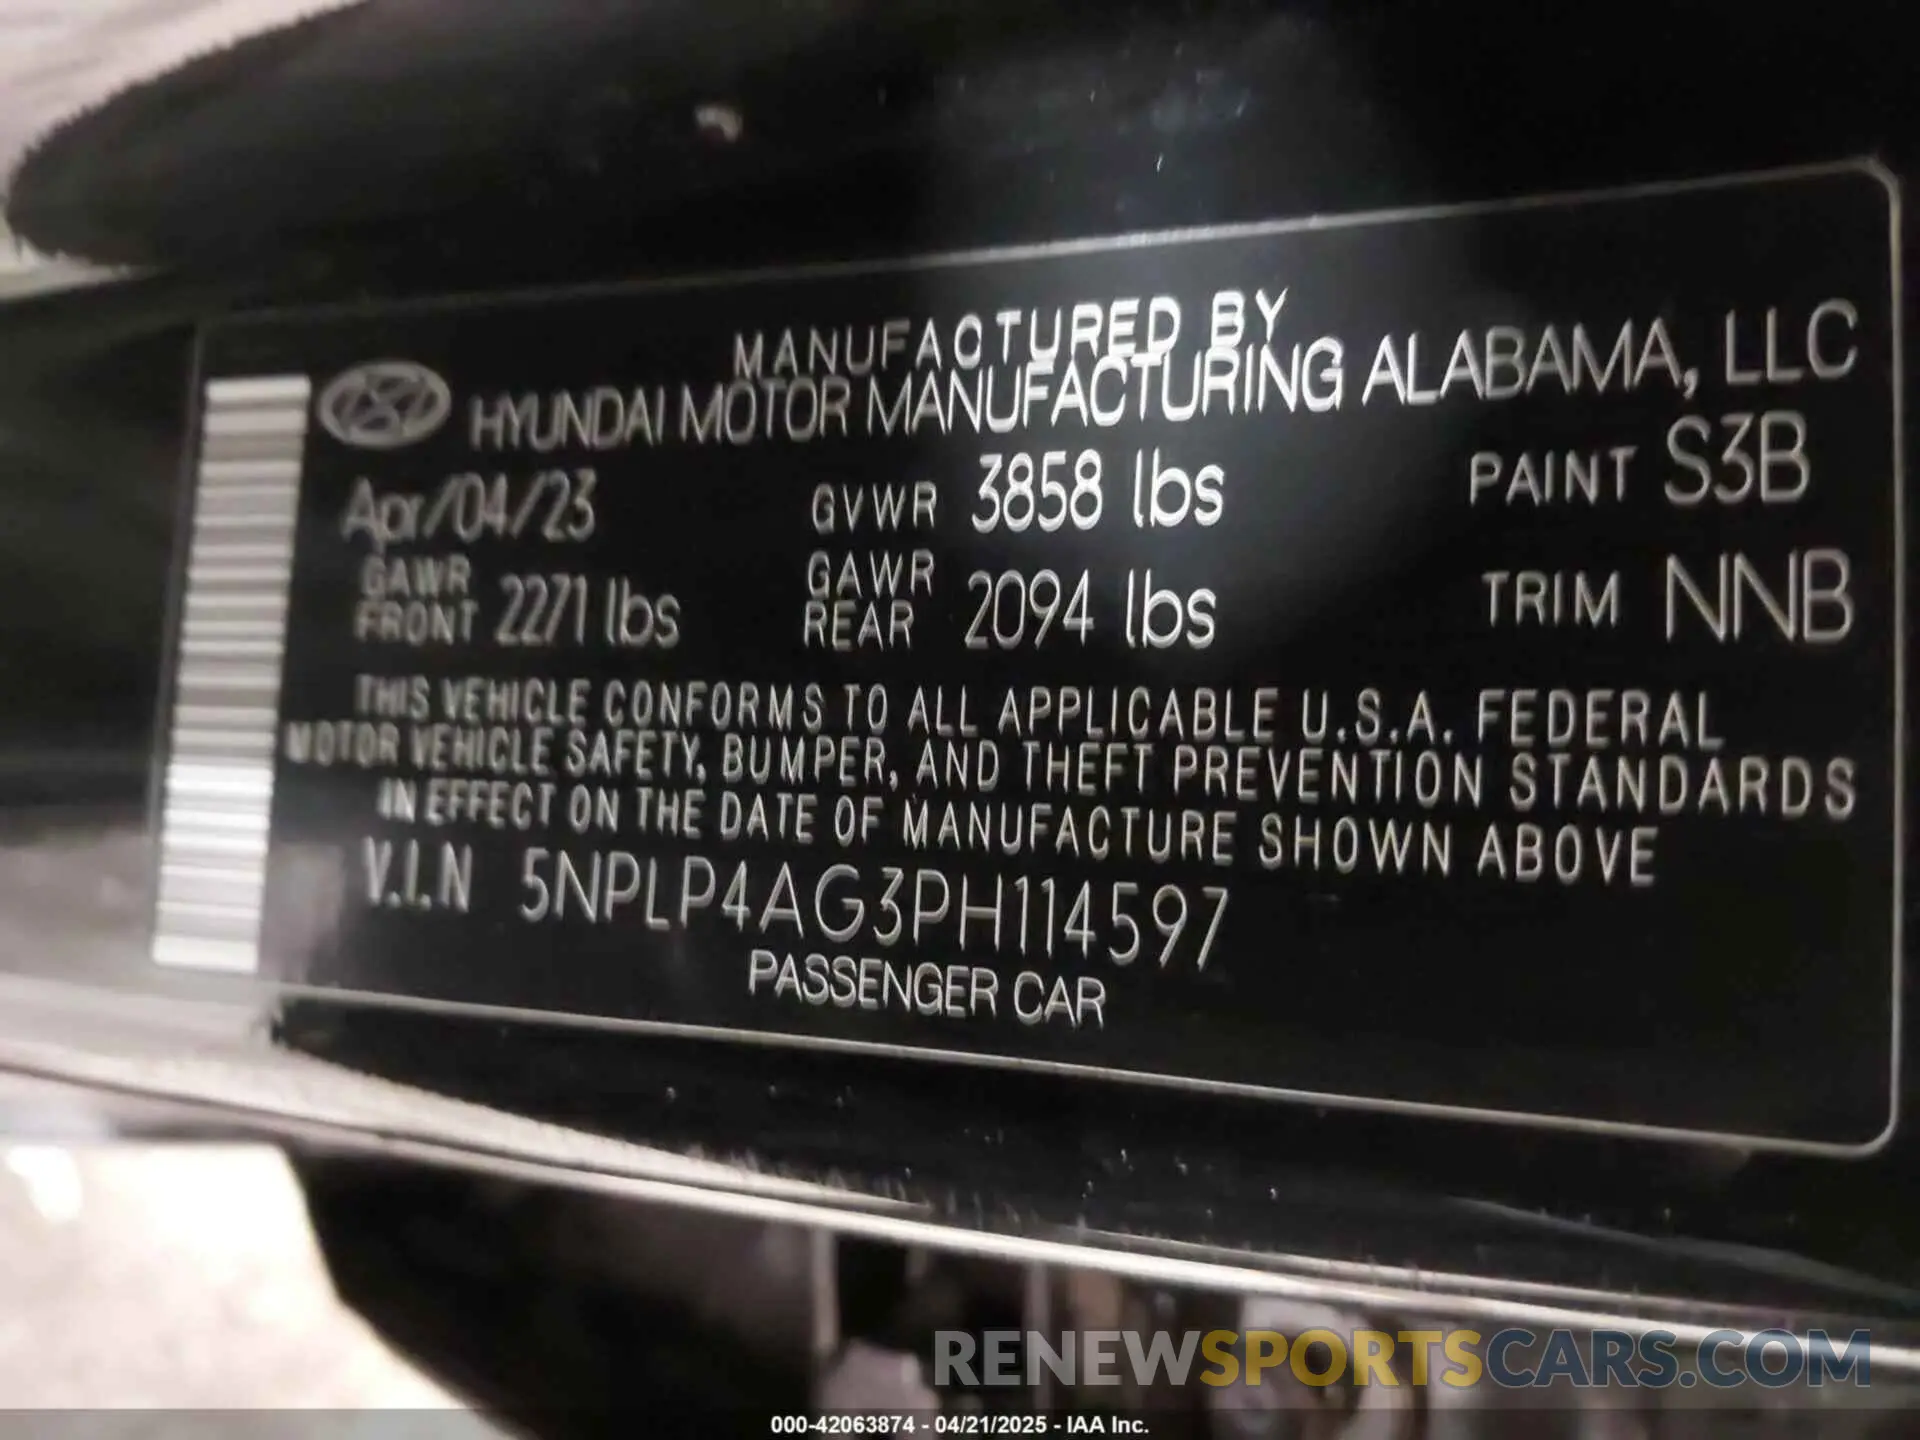 MANUFACTURED BY
HYUNDAI MOTOR MANUFACTURING ALABAMA, LLC
Apr/04/23 GVWR 3858 lbs PAINT S3B
GAWR FRONT 2271 lbs GAWR REAR 2094 lbs TRIM NNB
THIS VEHICLE CONFORMS TO ALL APPLICABLE U.S.A. FEDERAL
MOTOR VEHICLE SAFETY, BUMPER, AND THEFT PREVENTION STANDARDS
IN EFFECT ON THE DATE OF MANUFACTURE SHOWN ABOVE
V.I.N 5NPLP4AG3PH114597
PASSENGER CAR
RENEWSPORTSCARS.COM
000-42063874 - 04/21/2025 - IAA Inc.